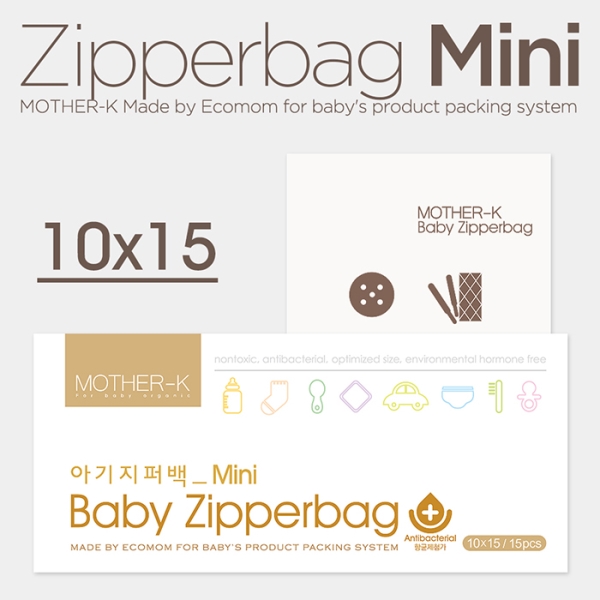 Zipperbag Mini
MOTHER-K Made by Ecomom for baby's product packing system
10x15
MOTHER-K
Baby Zipperbag
MOTHER-K
for baby organic
nontoxic, antibacterial, optimized size, environmental hormone free
아기지퍼백_Mini
Baby Zipperbag
Antibacterial
항균제첨가
MADE BY ECOMOM FOR BABY'S PRODUCT PACKING SYSTEM
10x15 / 15pcs